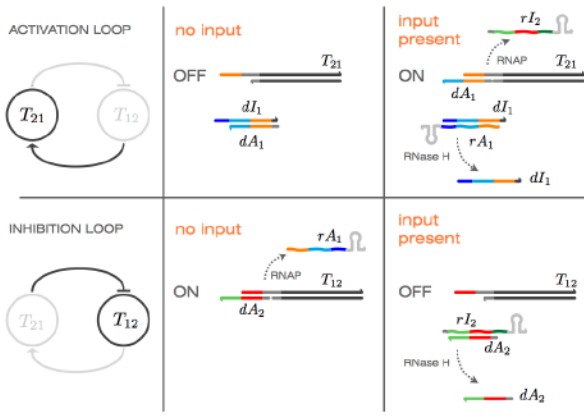 ACTIVATION LOOP
T21
T12
no input
OFF
T21
dI1
dA1
input
present
rI2
RNAP
ON
T21
dA1
dI1
rA1
RNase H
dI1
INHIBITION LOOP
T21
T12
no input
rA1
RNAP
ON
T12
dA2
input
present
OFF
T12
rI2
dA2
RNase H
dA2